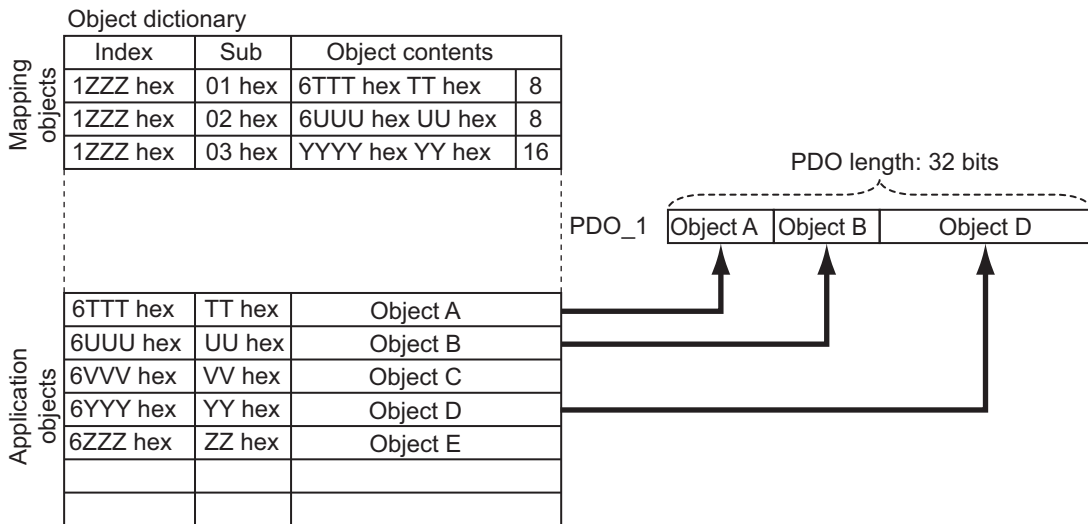 Object dictionary
Mapping objects
Index Sub Object contents
1ZZZ hex 01 hex 6TTT hex TT hex 8
1ZZZ hex 02 hex 6UUU hex UU hex 8
1ZZZ hex 03 hex YYYY hex YY hex 16
PDO length: 32 bits
PDO_1 Object A Object B Object D
Application objects
6TTT hex TT hex Object A
6UUU hex UU hex Object B
6VVV hex VV hex Object C
6YYY hex YY hex Object D
6ZZZ hex ZZ hex Object E